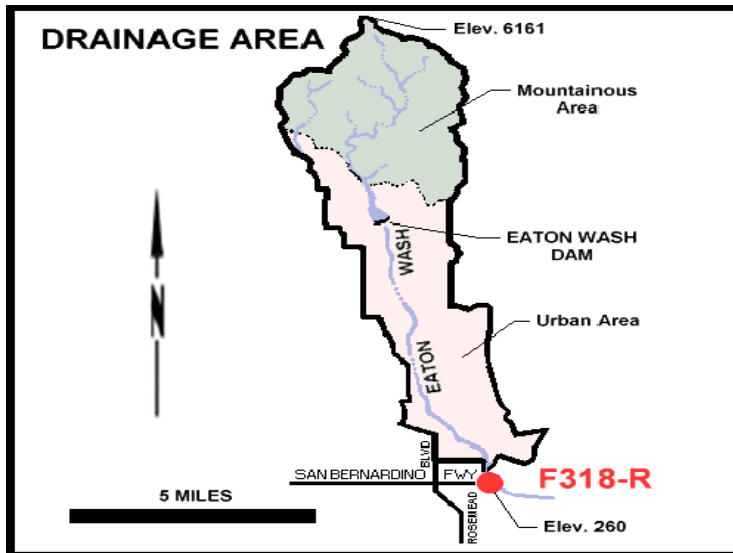 DRAINAGE AREA
Elev. 6161
Mountainous
Area
N
EATON WASH
DAM
WASH
Urban Area
EATON
BLVD
SAN BERNARDINO FWY
F318-R
5 MILES
ROSEMEAD
Elev. 260